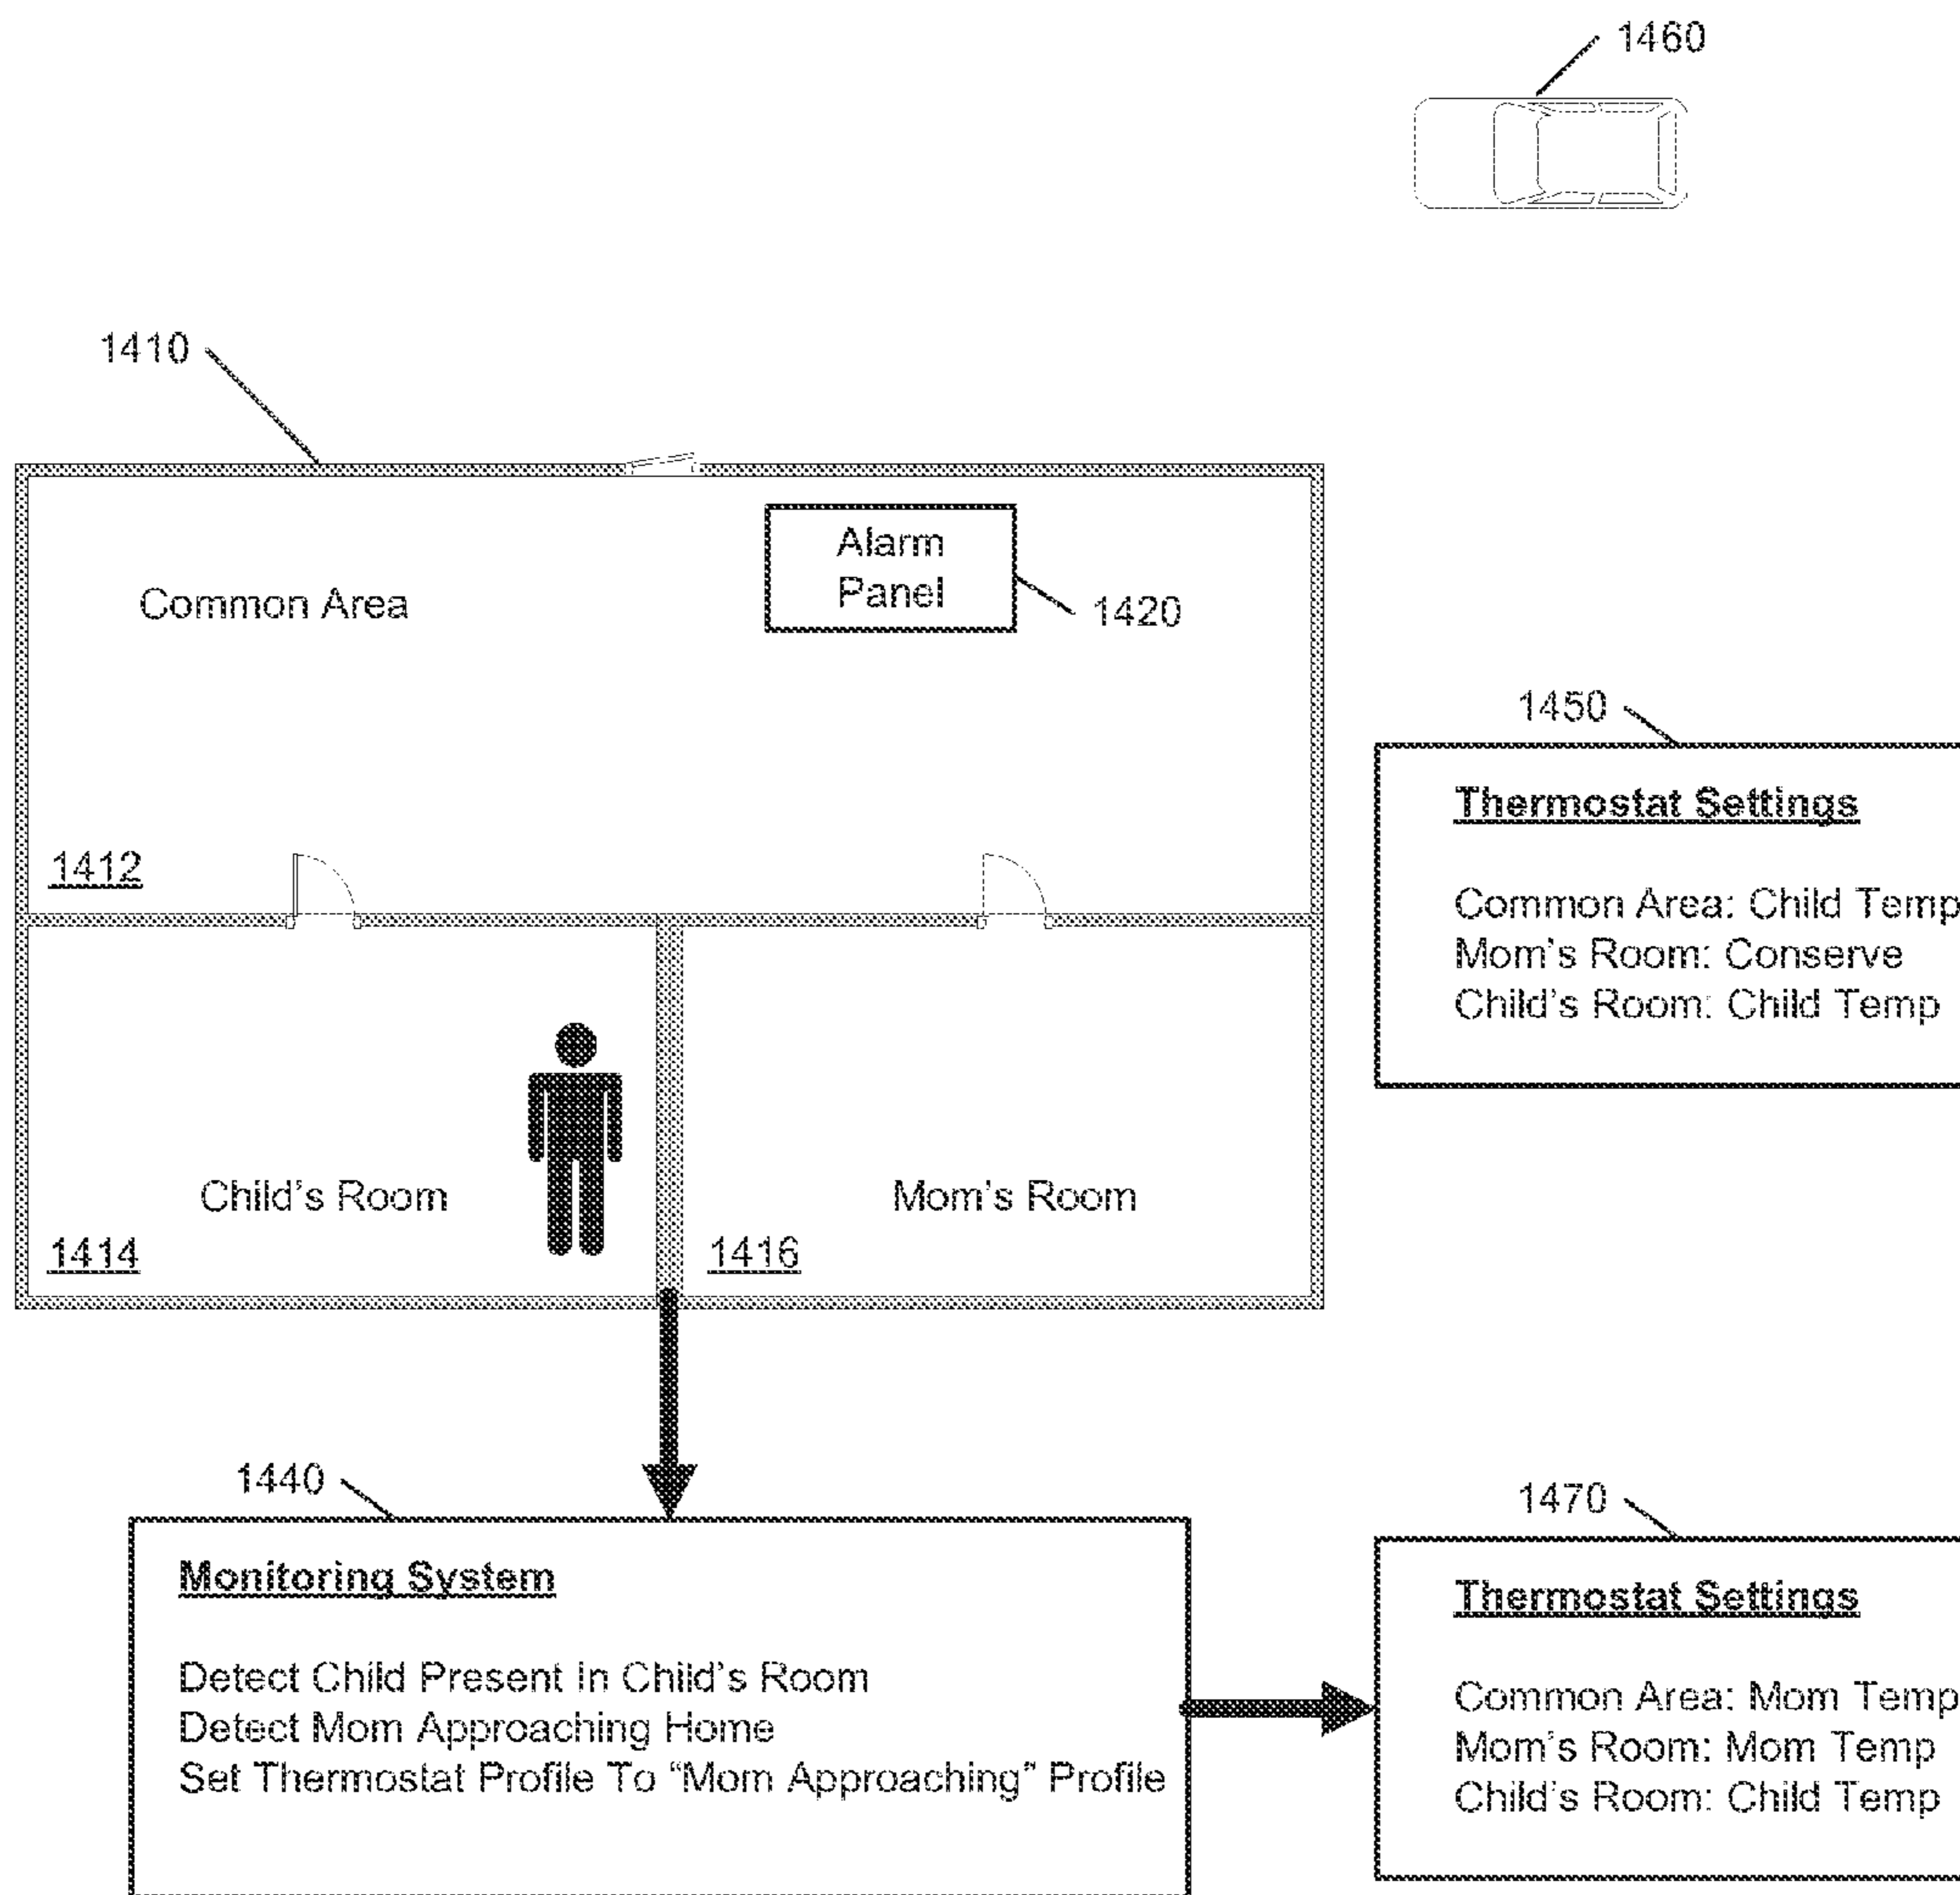 1460
1410
Alarm
Panel
Common Area
1420
1450
Thermostat Settings
Common Area: Child Temp
Mom's Room: Conserve
Child's Room: Child Temp
1412
Child's Room
Mom's Room
1414
1416
1440
Monitoring System
Detect Child Present In Child's Room
Detect Mom Approaching Home
Set Thermostat Profile To "Mom Approaching" Profile
1470
Thermostat Settings
Common Area: Mom Temp
Mom's Room: Mom Temp
Child's Room: Child Temp